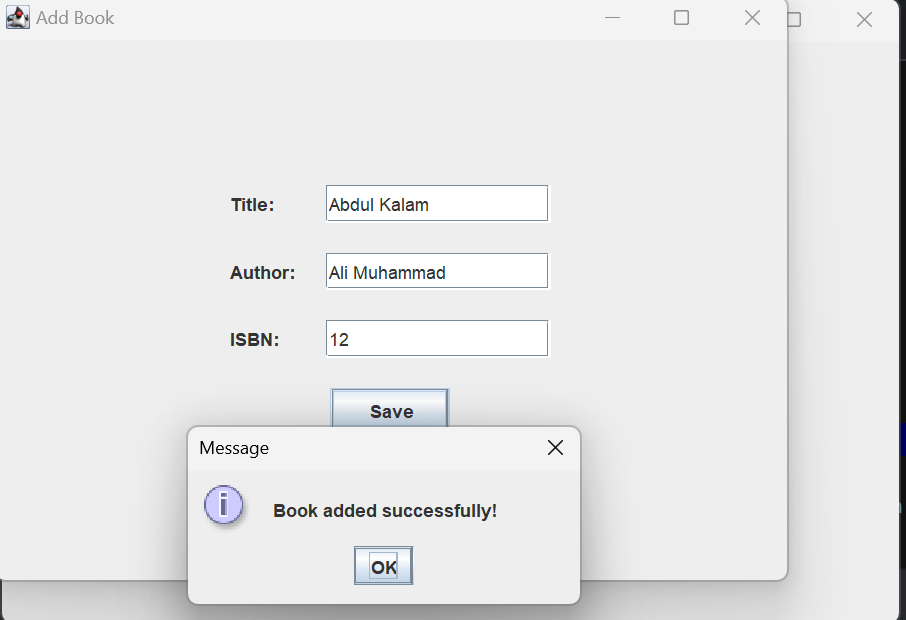 Add Book
Title: Abdul Kalam
Author: Ali Muhammad
ISBN: 12
Save
Message
Book added successfully!
OK